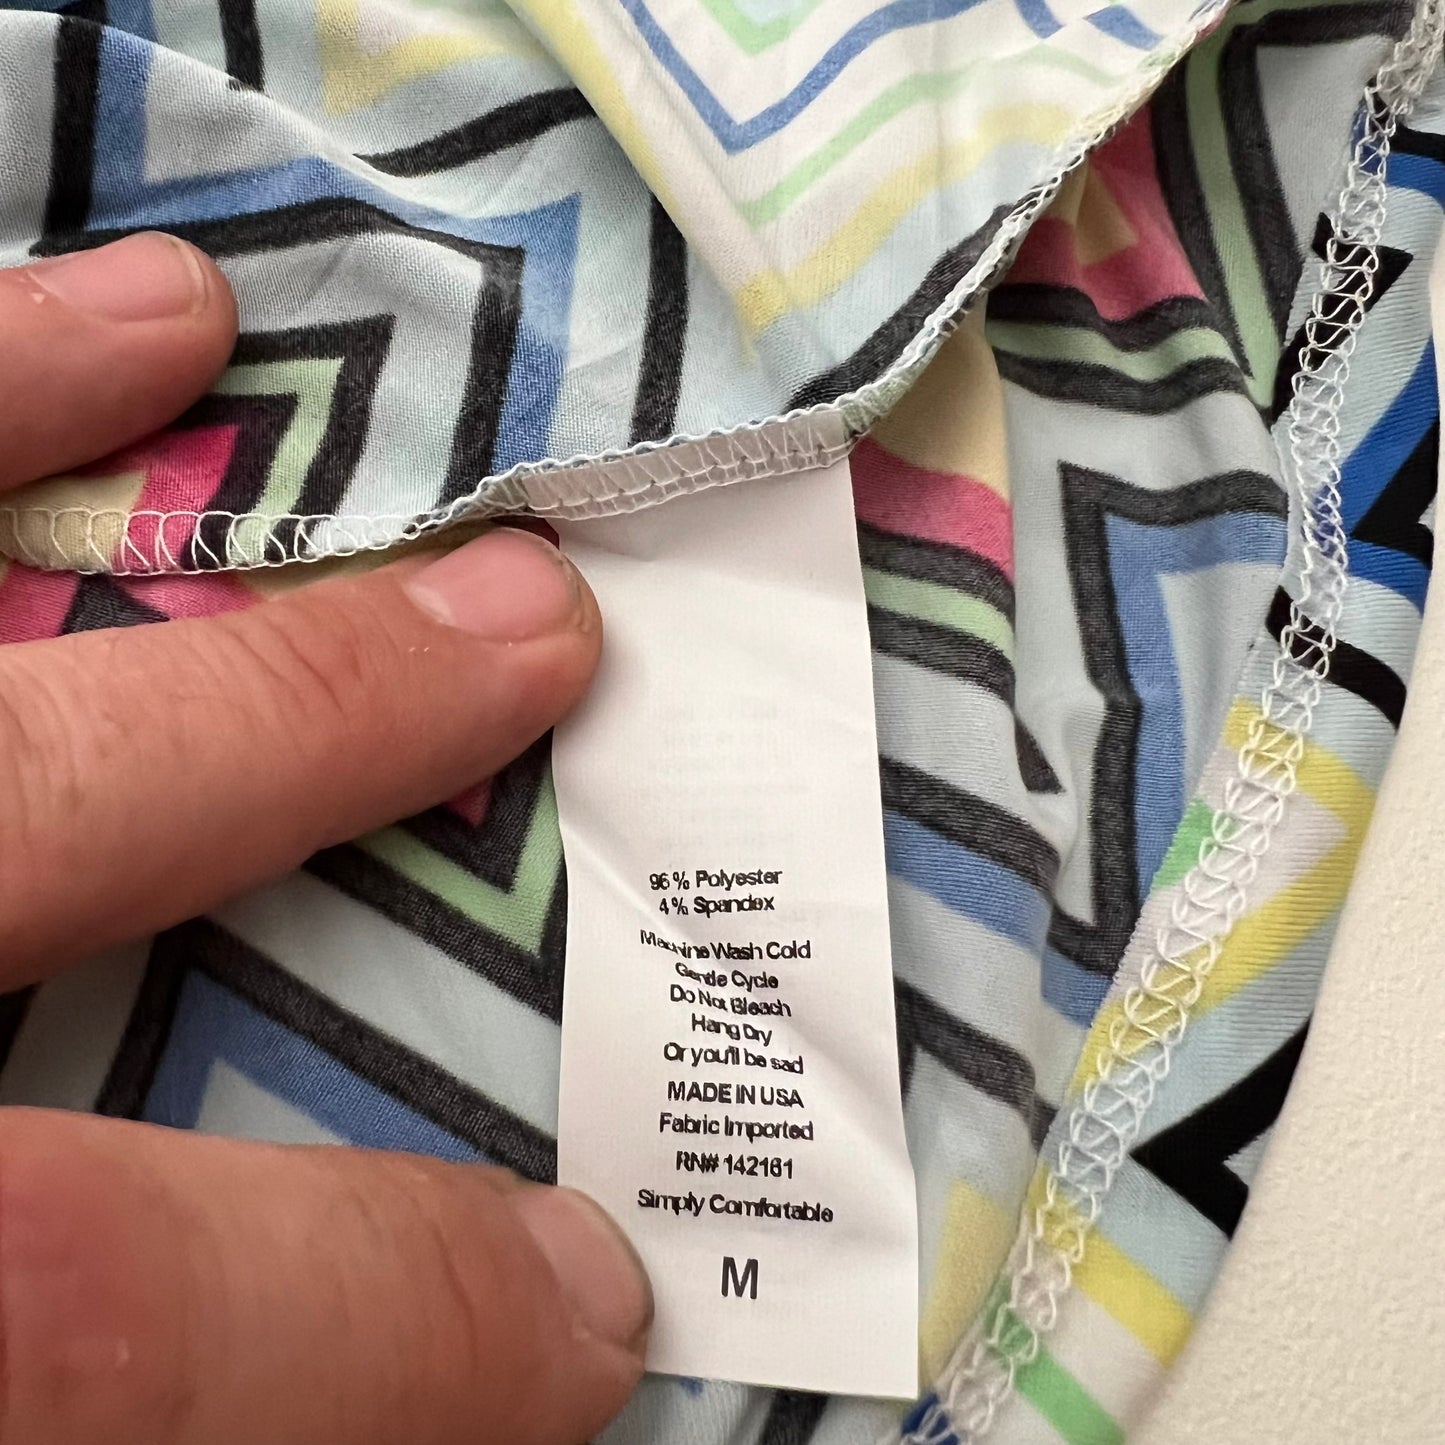 96% Polyester
4% Spandex
Machine Wash Cold
Gentle Cycle
Do Not Bleach
Hang Dry
Or you'll be sad
MADE IN USA
Fabric Imported
RN# 142161
Simply Comfortable
M